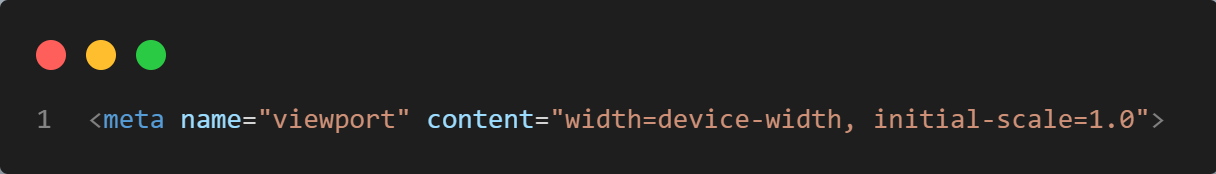 1 <meta name="viewport" content="width=device-width, initial-scale=1.0">